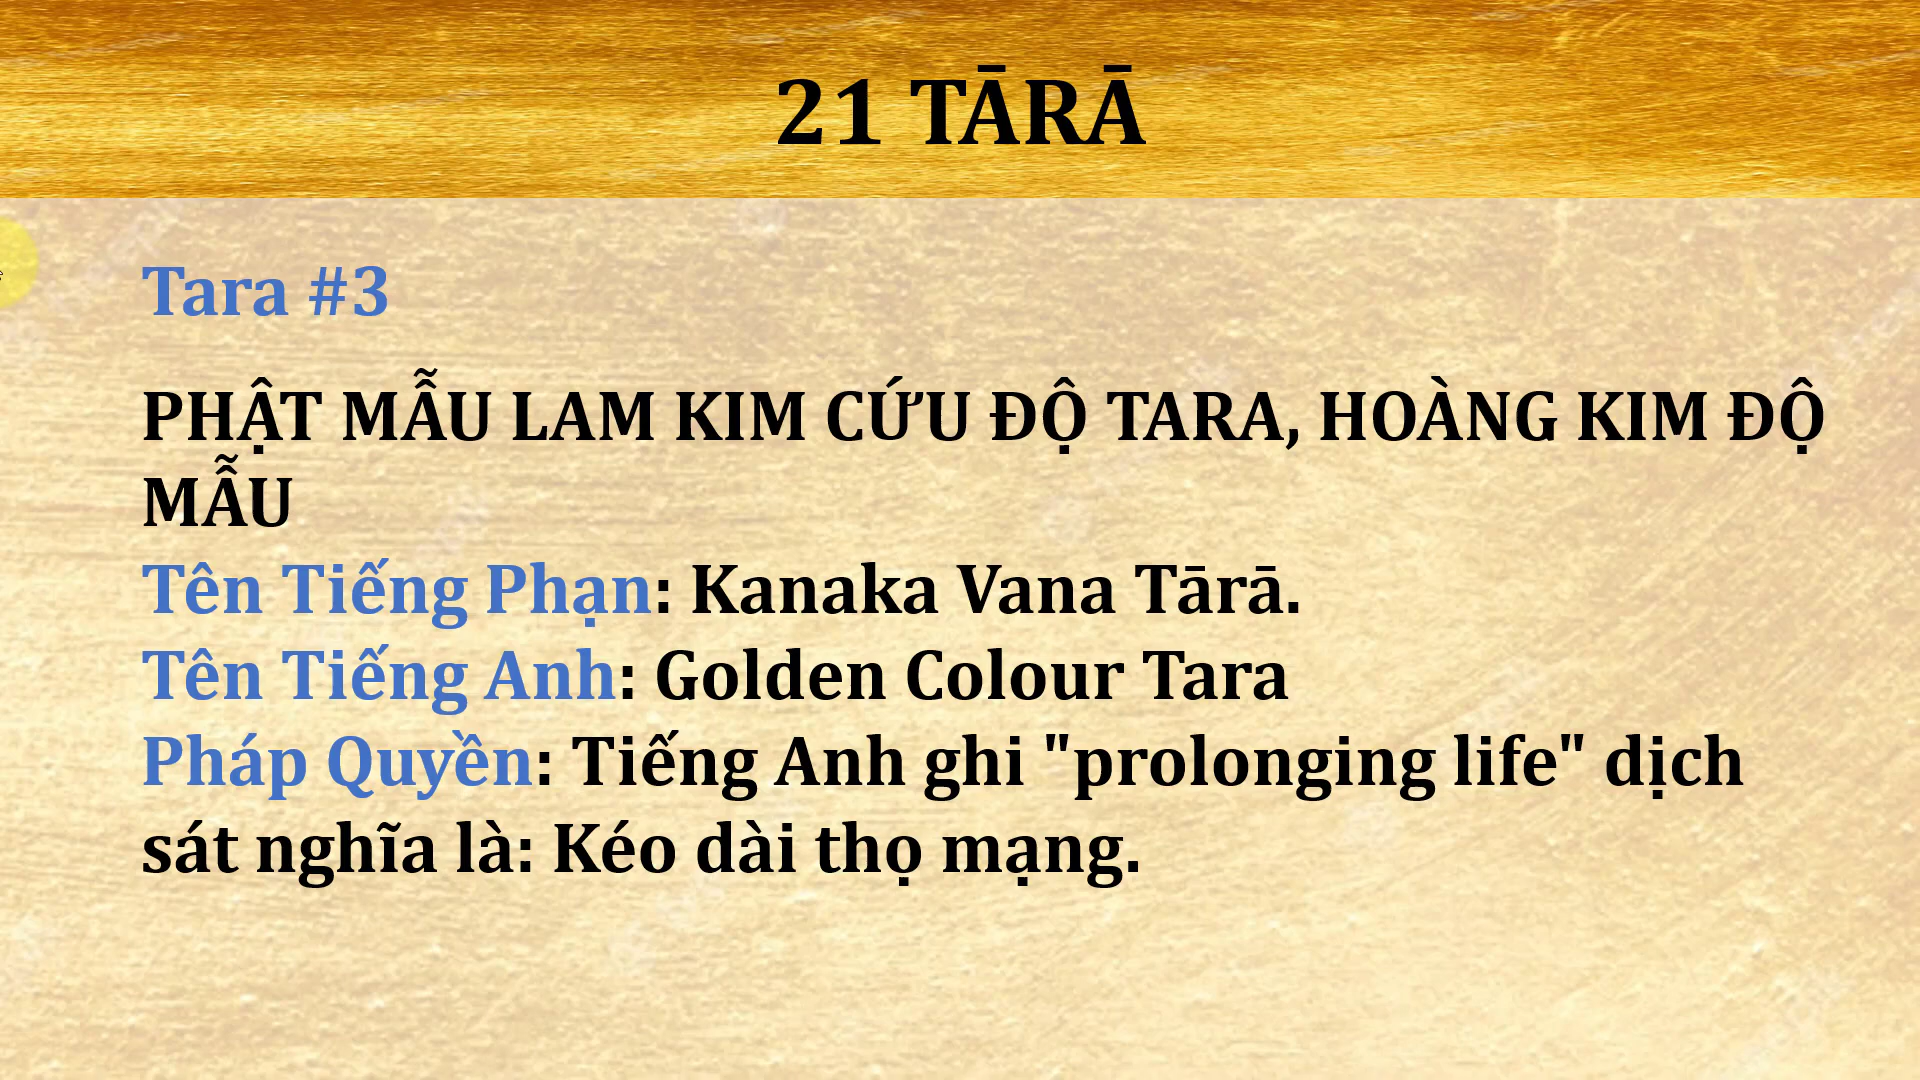 21 TĀRĀ
Tara #3
PHẬT MẪU LAM KIM CỨU ĐỘ TARA, HOÀNG KIM ĐỘ
MẪU
Tên Tiếng Phạn: Kanaka Vana Tārā.
Tên Tiếng Anh: Golden Colour Tara
Pháp Quyền: Tiếng Anh ghi "prolonging life" dịch
sát nghĩa là: Kéo dài thọ mạng.